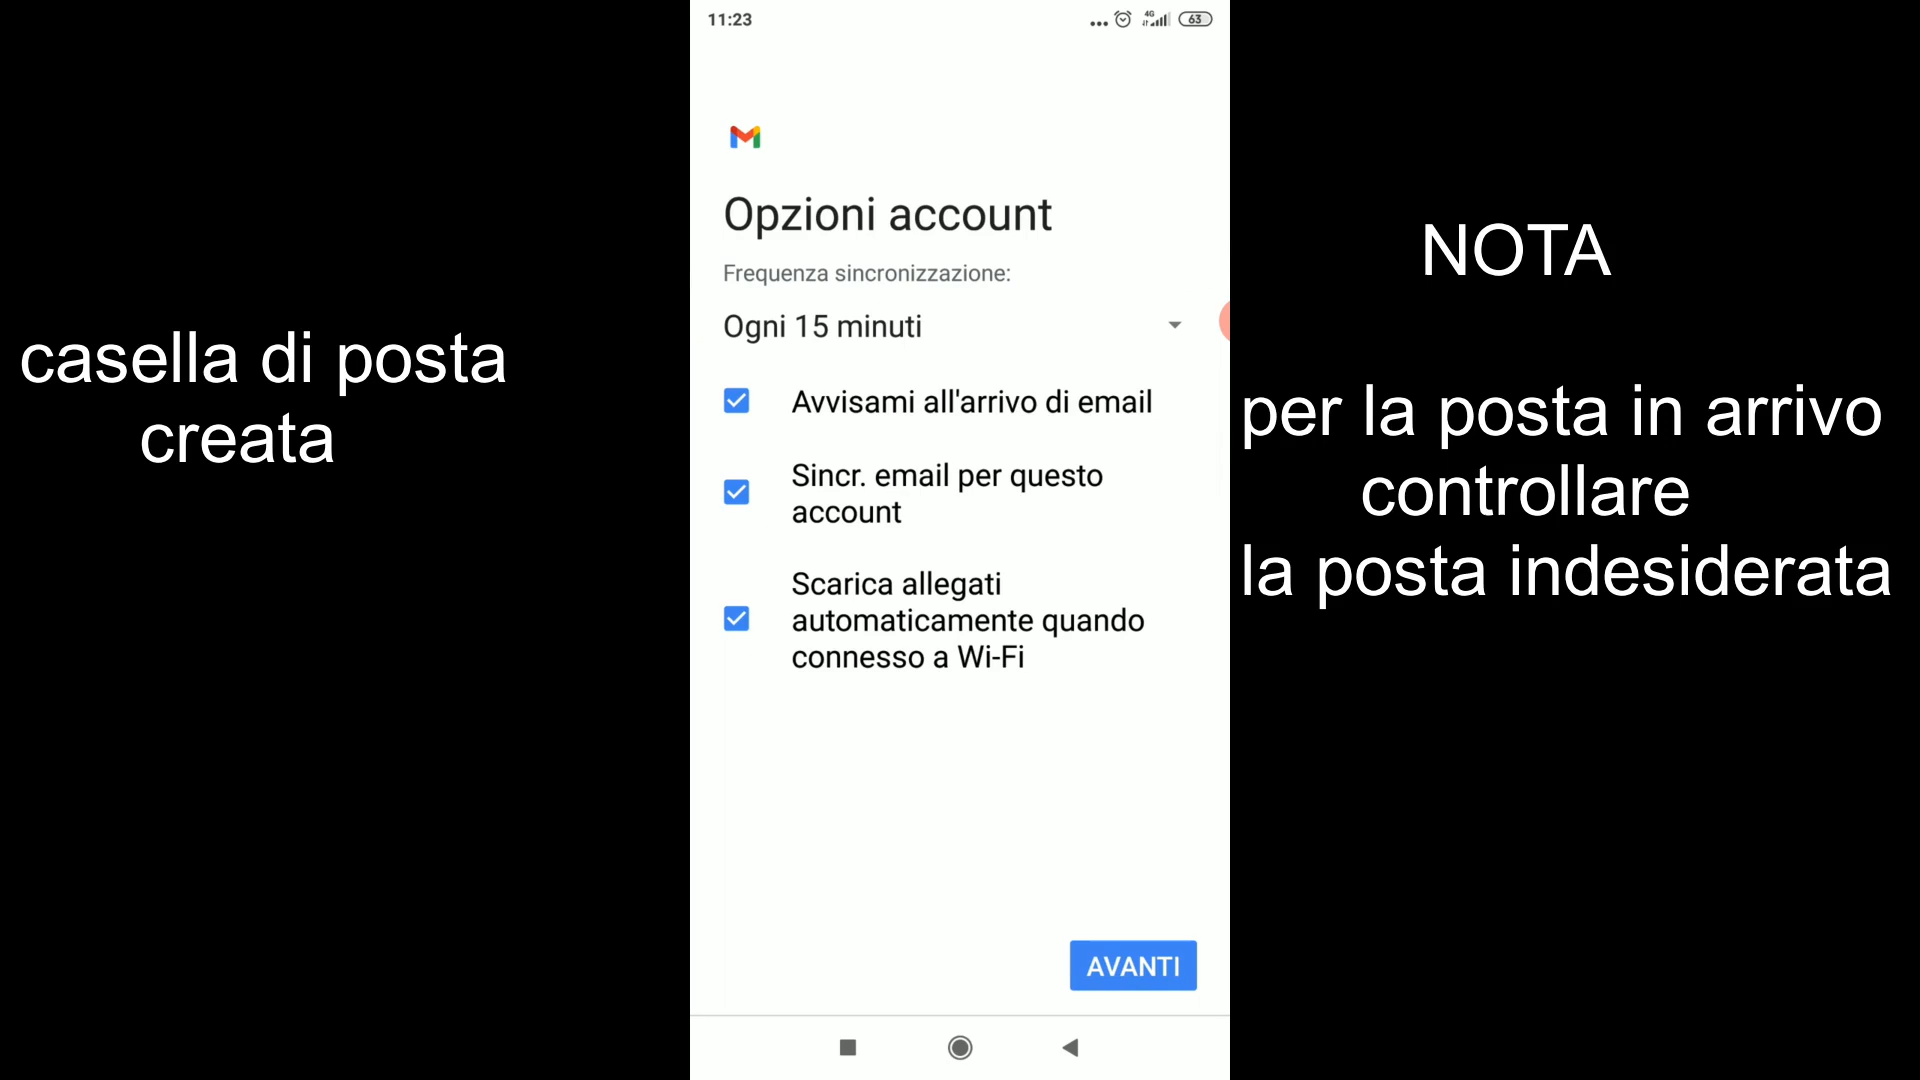 11:23
4G
63
casella di posta
creata
Opzioni account
Frequenza sincronizzazione:
Ogni 15 minuti
Avvisami all'arrivo di email
Sincr. email per questo
account
Scarica allegati
automaticamente quando
connesso a Wi-Fi
AVANTI
NOTA
per la posta in arrivo
controllare
la posta indesiderata